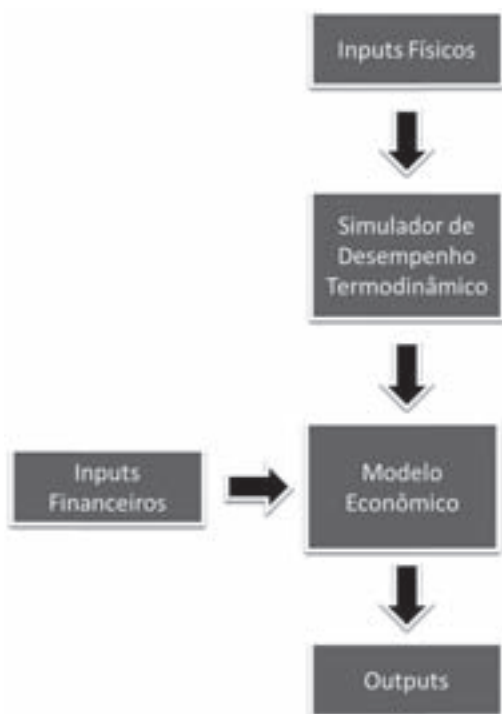 Inputs Físicos
Simulador de
Desempenho
Termodinâmico
Inputs
Financeiros
Modelo
Econômico
Outputs